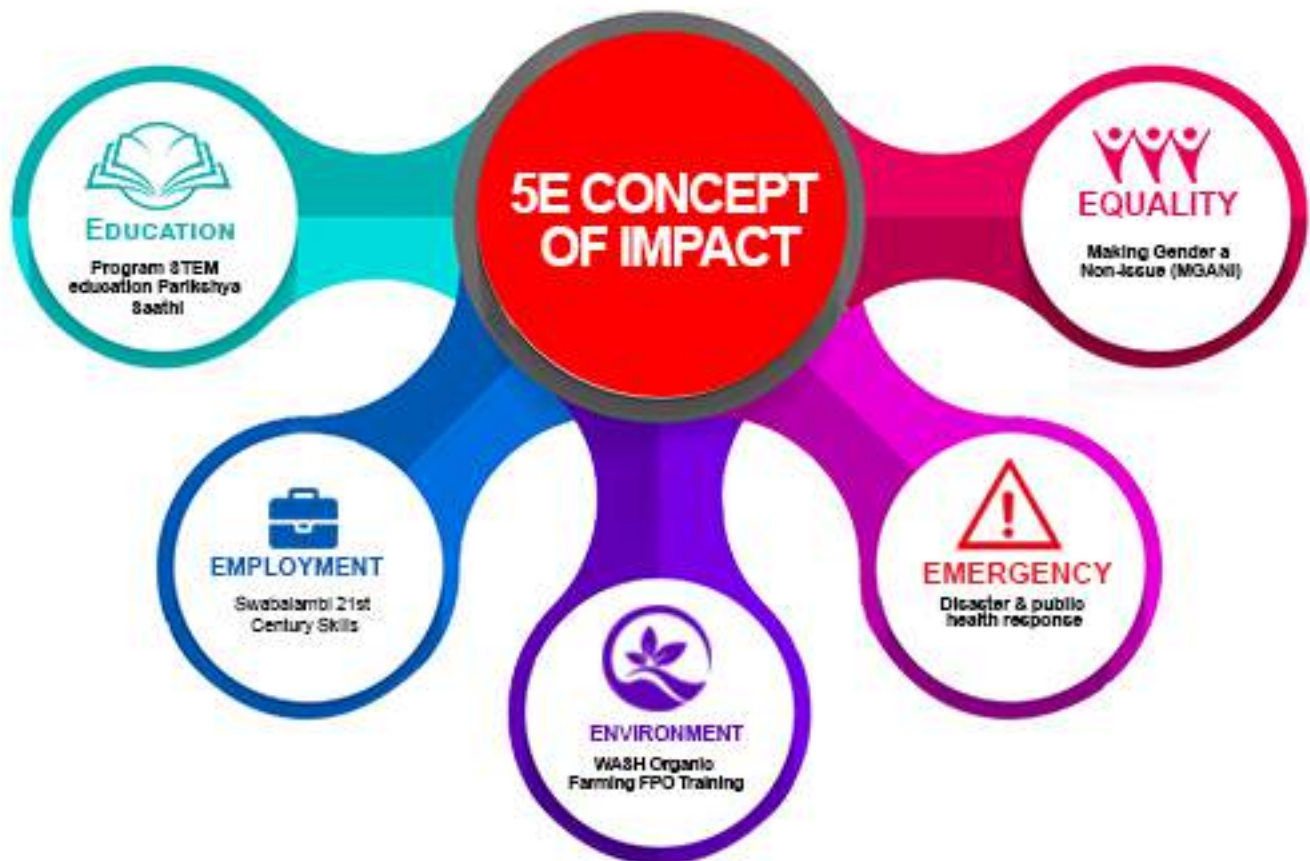 5E CONCEPT
OF IMPACT
EDUCATION
Program STEM
education Parikshya
Saathi
EMPLOYMENT
Swabalambi 21st
Century Skills
ENVIRONMENT
WASH Organic
Farming FPO Training
EMERGENCY
Disaster & public
health response
EQUALITY
Making Gender a
Non-Issue (MGANI)